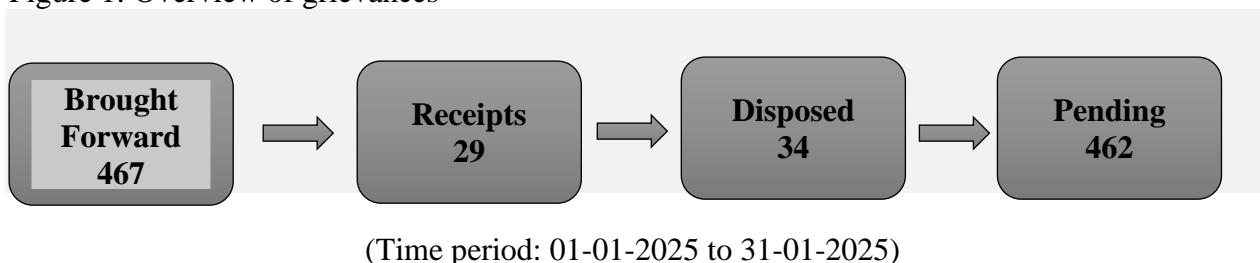 Figure 1: Overview of grievances
Brought
Forward
467
Receipts
29
Disposed
34
Pending
462
(Time period: 01-01-2025 to 31-01-2025)